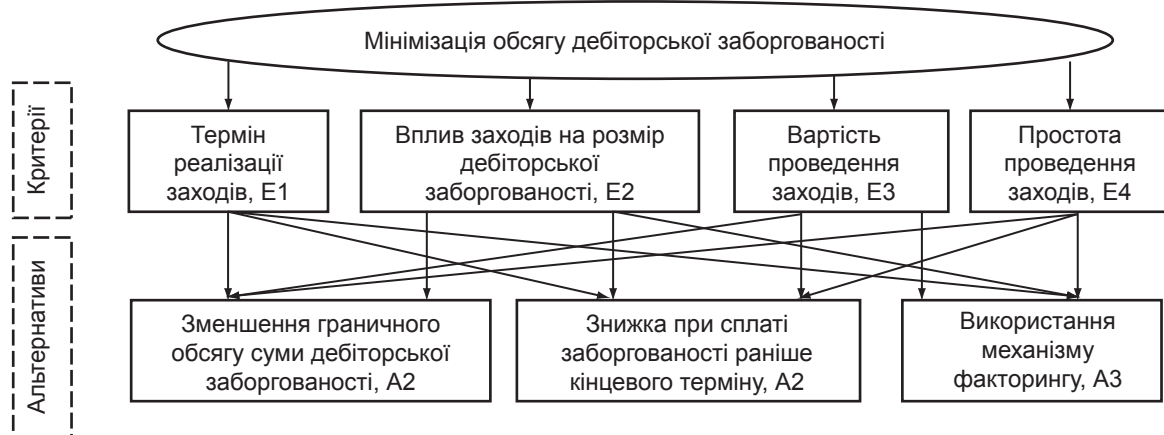 Мінімізація обсягу дебіторської заборгованості
Критерії
Термін
реалізації
заходів, Е1
Вплив заходів на розмір
дебіторської
заборгованості, Е2
Вартість
проведення
заходів, Е3
Простота
проведення
заходів, Е4
Альтернативи
Зменшення граничного
обсягу суми дебіторської
заборгованості, А2
Знижка при сплаті
заборгованості раніше
кінцевого терміну, А2
Використання
механізму
факторингу, А3